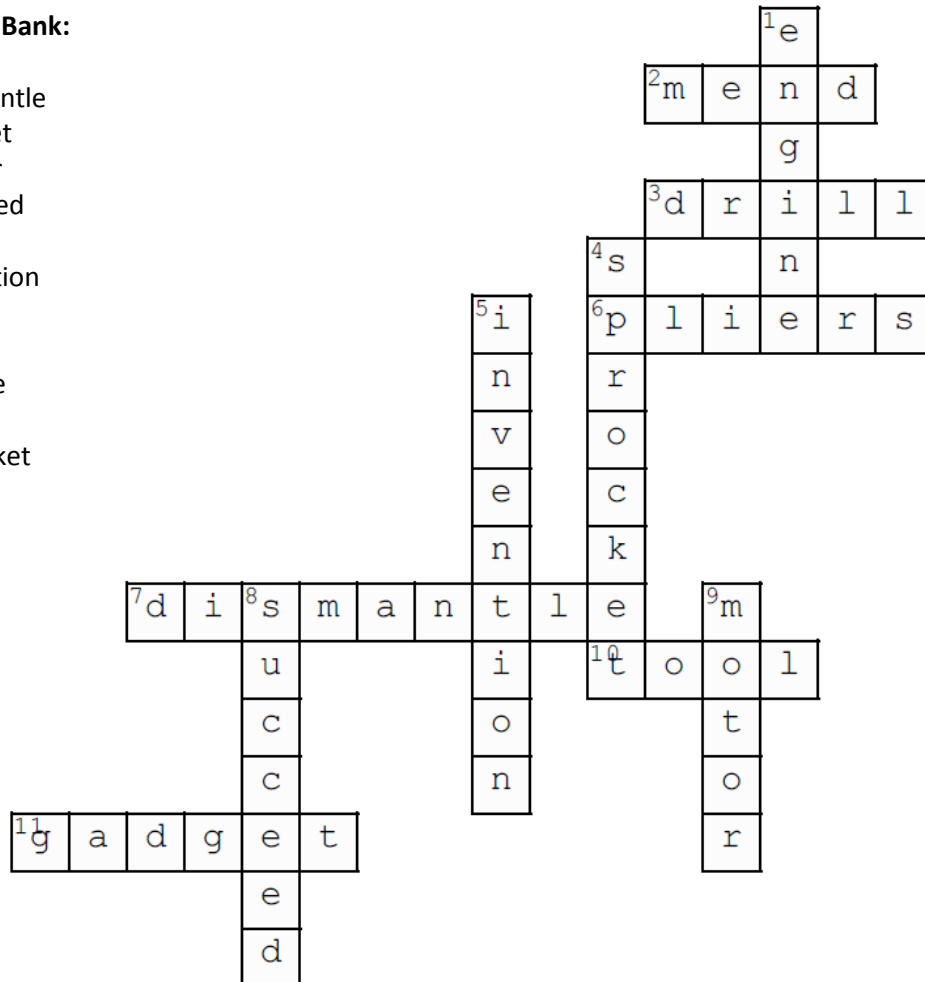 Bank:
ntle
et
ed
tion
e
ket
1e
2m e n d
g
3d r i l l
4s n
5i 6p l i e r s
n r
v o
e c
n k
7d i 8s m a n t l e 9m
u i 10t o o l
c o t
c n o
11g a d g e t r
e
d